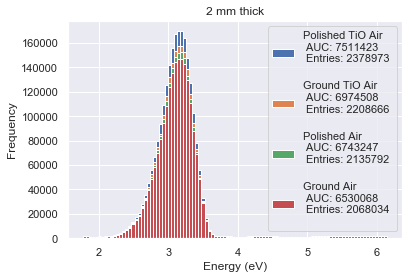 2 mm thick
Frequency
160000
140000
120000
100000
80000
60000
40000
20000
0
2
3
4
5
6
Energy (eV)
Polished TiO Air
AUC: 7511423
Entries: 2378973
Ground TiO Air
AUC: 6974508
Entries: 2208666
Polished Air
AUC: 6743247
Entries: 2135792
Ground Air
AUC: 6530068
Entries: 2068034